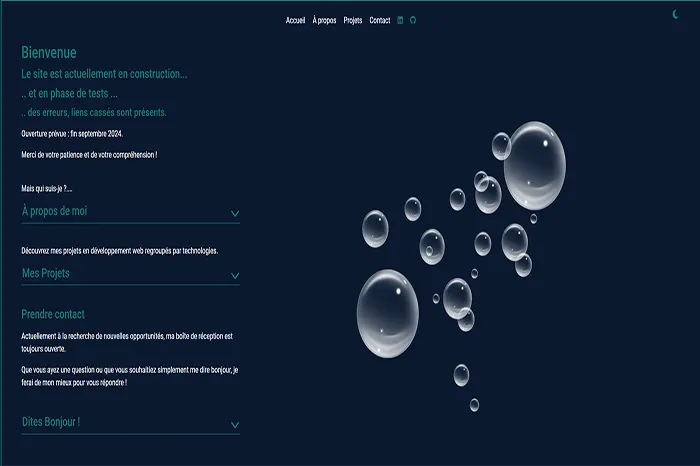 Accueil À propos Projets Contact
Bienvenue
Le site est actuellement en construction...
.. et en phase de tests ...
.. des erreurs, liens cassés sont présents.
Ouverture prévue : fin septembre 2024.
Merci de votre patience et de votre compréhension !
Mais qui suis-je ?....
À propos de moi
Découvrez mes projets en développement web regroupés par technologies.
Mes Projets
Prendre contact
Actuellement à la recherche de nouvelles opportunités, ma boîte de réception est
toujours ouverte.
Que vous ayez une question ou que vous souhaitiez simplement me dire bonjour, je
ferai de mon mieux pour vous répondre !
Dites Bonjour !